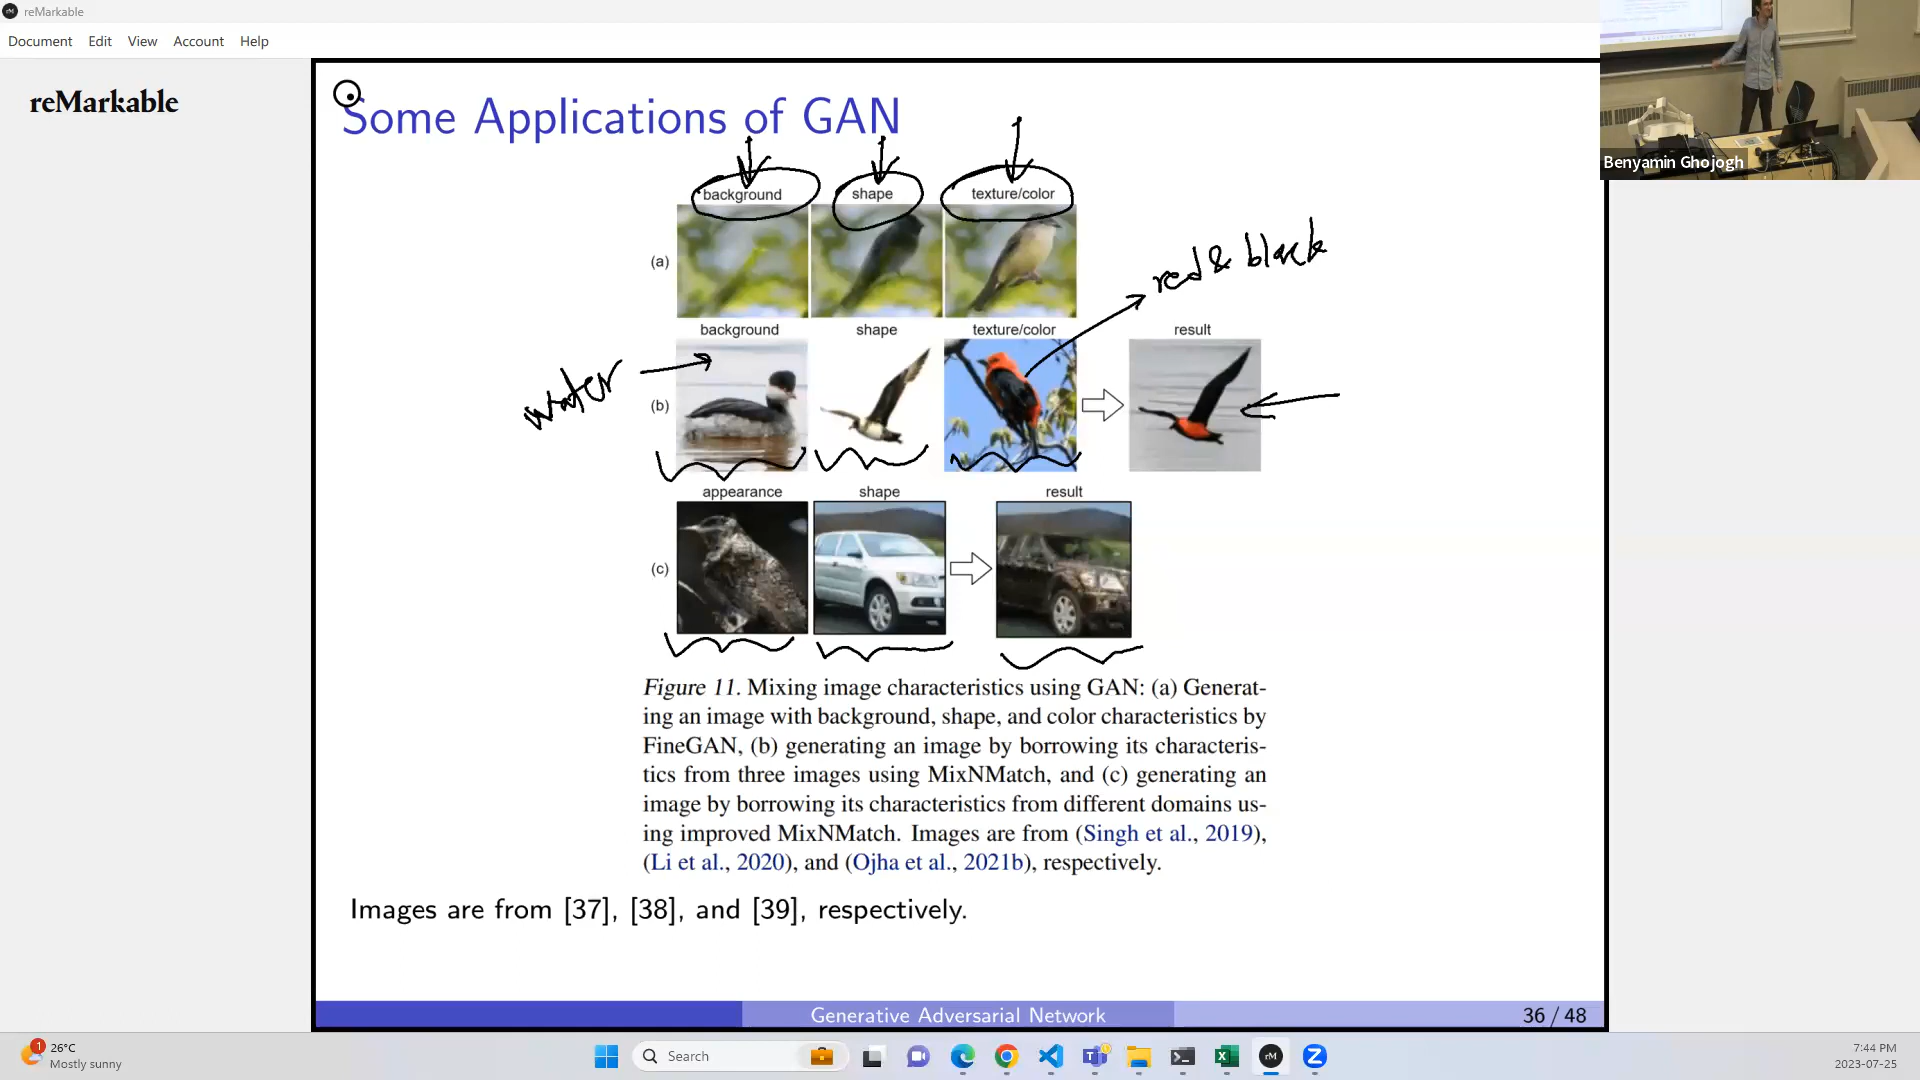 reMarkable
Document Edit View Account Help
reMarkable
Benyamin Ghojogh
Some Applications of GAN
background shape texture/color
(a)
red & black
background shape texture/color result
water
(b)
appearance shape result
(c)
Figure 11. Mixing image characteristics using GAN: (a) Generat-
ing an image with background, shape, and color characteristics by
FineGAN, (b) generating an image by borrowing its characteris-
tics from three images using MixNMatch, and (c) generating an
image by borrowing its characteristics from different domains us-
ing improved MixNMatch. Images are from (Singh et al., 2019),
(Li et al., 2020), and (Ojha et al., 2021b), respectively.
Images are from [37], [38], and [39], respectively.
Generative Adversarial Network 36 / 48
1
26°C
Mostly sunny
Search
7:44 PM
2023-07-25